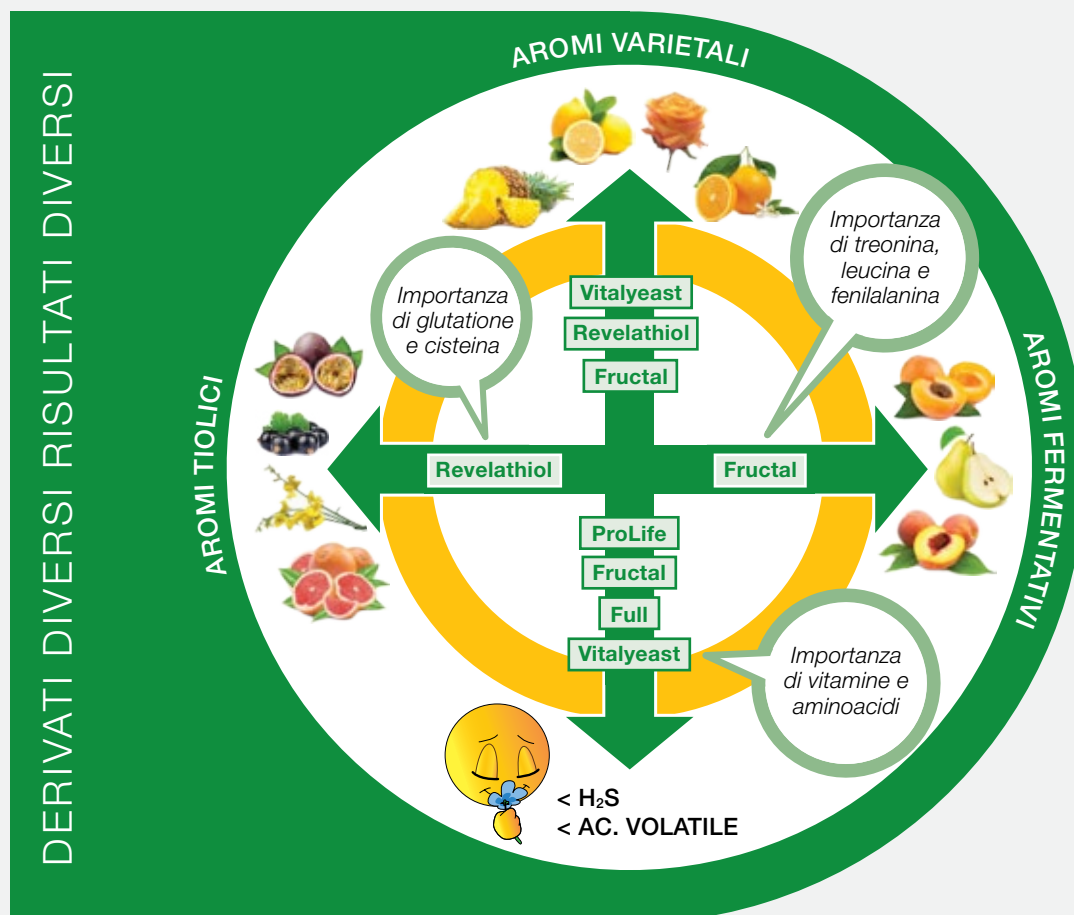 DERIVATI DIVERSI RISULTATI DIVERSI
AROMI VARIETALI
Importanza
di treonina,
leucina e
fenilalanina
Importanza
di glutatione
e cisteina
Vitalyeast
Revelathiol
Fructal
AROMI TIOLICI
AROMI FERMENTATIVI
Revelathiol
Fructal
ProLife
Fructal
Full
Vitalyeast
Importanza
di vitamine e
aminoacidi
< H₂S
< AC. VOLATILE